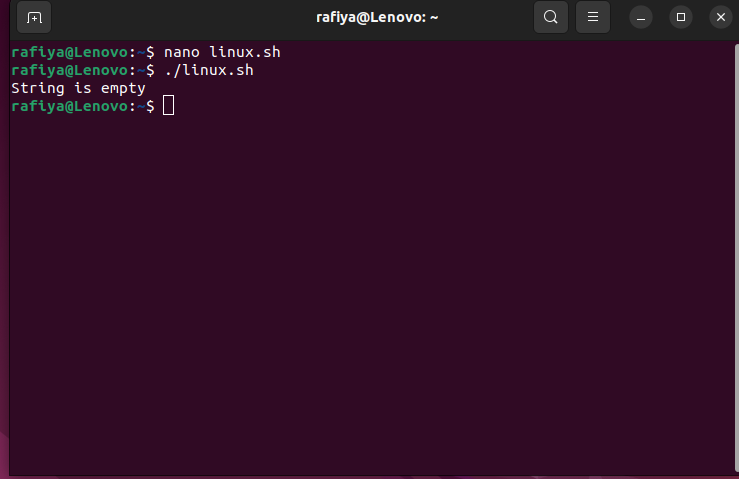 rafiya@Lenovo: ~
rafiya@Lenovo:~$ nano linux.sh
rafiya@Lenovo:~$ ./linux.sh
String is empty
rafiya@Lenovo:~$